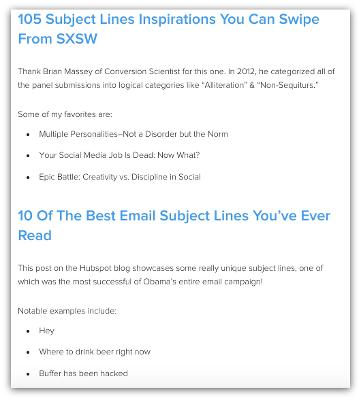 105 Subject Lines Inspirations You Can Swipe
From SXSW
Thank Brian Massey of Conversion Scientist for this one. In 2012, he categorized all of
the panel submissions into logical categories like “Alliteration” & “Non-Sequiturs.”
Some of my favorites are:
• Multiple Personalities–Not a Disorder but the Norm
• Your Social Media Job Is Dead: Now What?
• Epic Battle: Creativity vs. Discipline in Social
10 Of The Best Email Subject Lines You’ve Ever
Read
This post on the Hubspot blog showcases some really unique subject lines, one of
which was the most successful of Obama’s entire email campaign!
Notable examples include:
• Hey
• Where to drink beer right now
• Buffer has been hacked